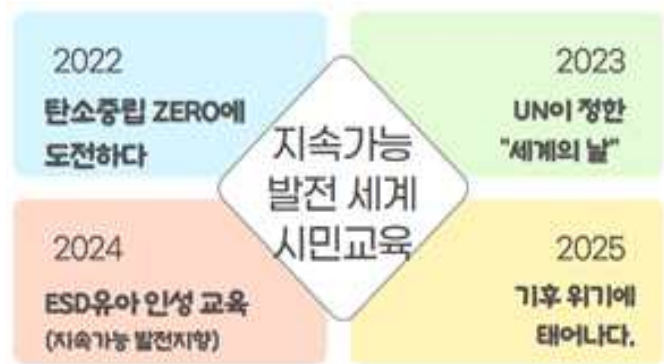 2022
탄소중립 ZERO에
도전하다
2023
UN이 정한
"세계의 날"
지속가능
발전 세계
시민교육
2024
ESD유아 인성 교육
(지속가능 발전지향)
2025
기후 위기에
태어나다.